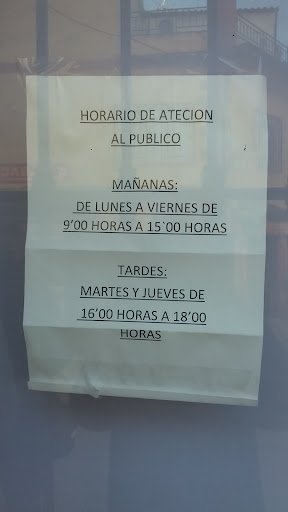 HORARIO DE ATECION
AL PUBLICO
MAÑANAS:
DE LUNES A VIERNES DE
9’00 HORAS A 15`00 HORAS
TARDES:
MARTES Y JUEVES DE
16’00 HORAS A 18’00
HORAS